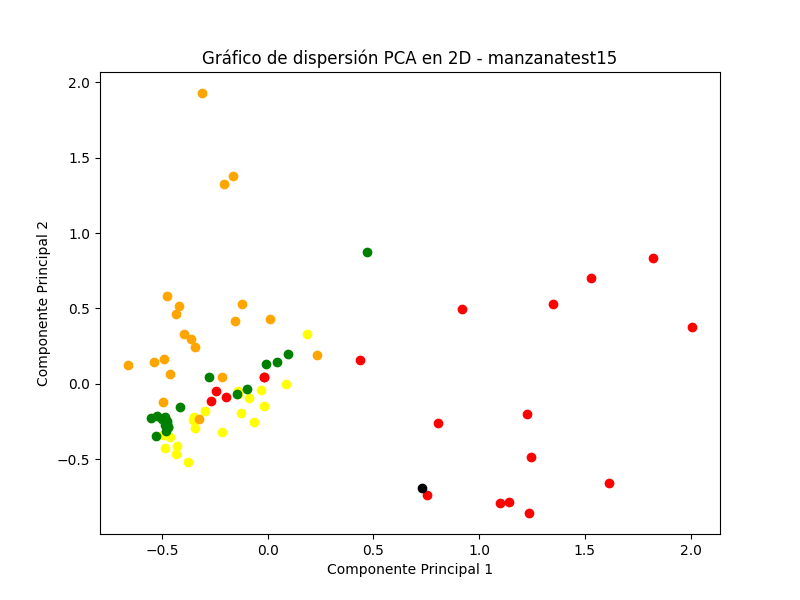 Gráfico de dispersión PCA en 2D - manzanatest15
2.0
1.5
1.0
0.5
0.0
−0.5
Componente Principal 2
−0.5 0.0 0.5 1.0 1.5 2.0
Componente Principal 1